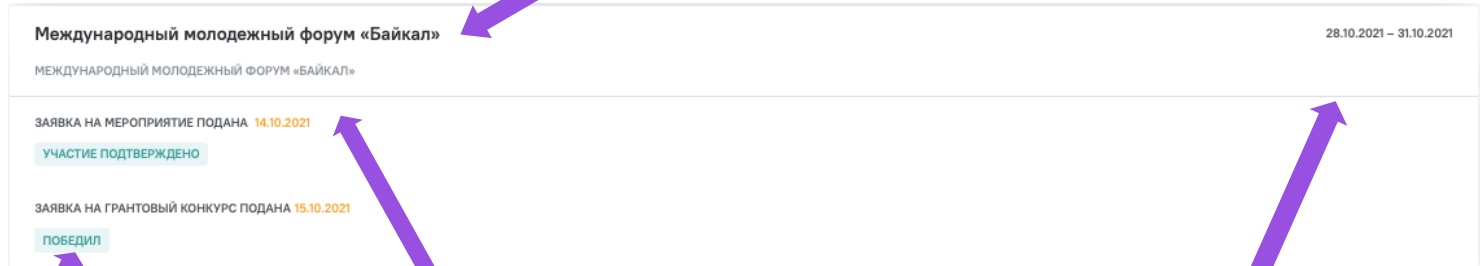 Международный молодежный форум «Байкал»
28.10.2021 – 31.10.2021
МЕЖДУНАРОДНЫЙ МОЛОДЕЖНЫЙ ФОРУМ «БАЙКАЛ»
ЗАЯВКА НА МЕРОПРИЯТИЕ ПОДАНА 14.10.2021
УЧАСТИЕ ПОДТВЕРЖДЕНО
ЗАЯВКА НА ГРАНТОВЫЙ КОНКУРС ПОДАНА 15.10.2021
ПОБЕДИЛ